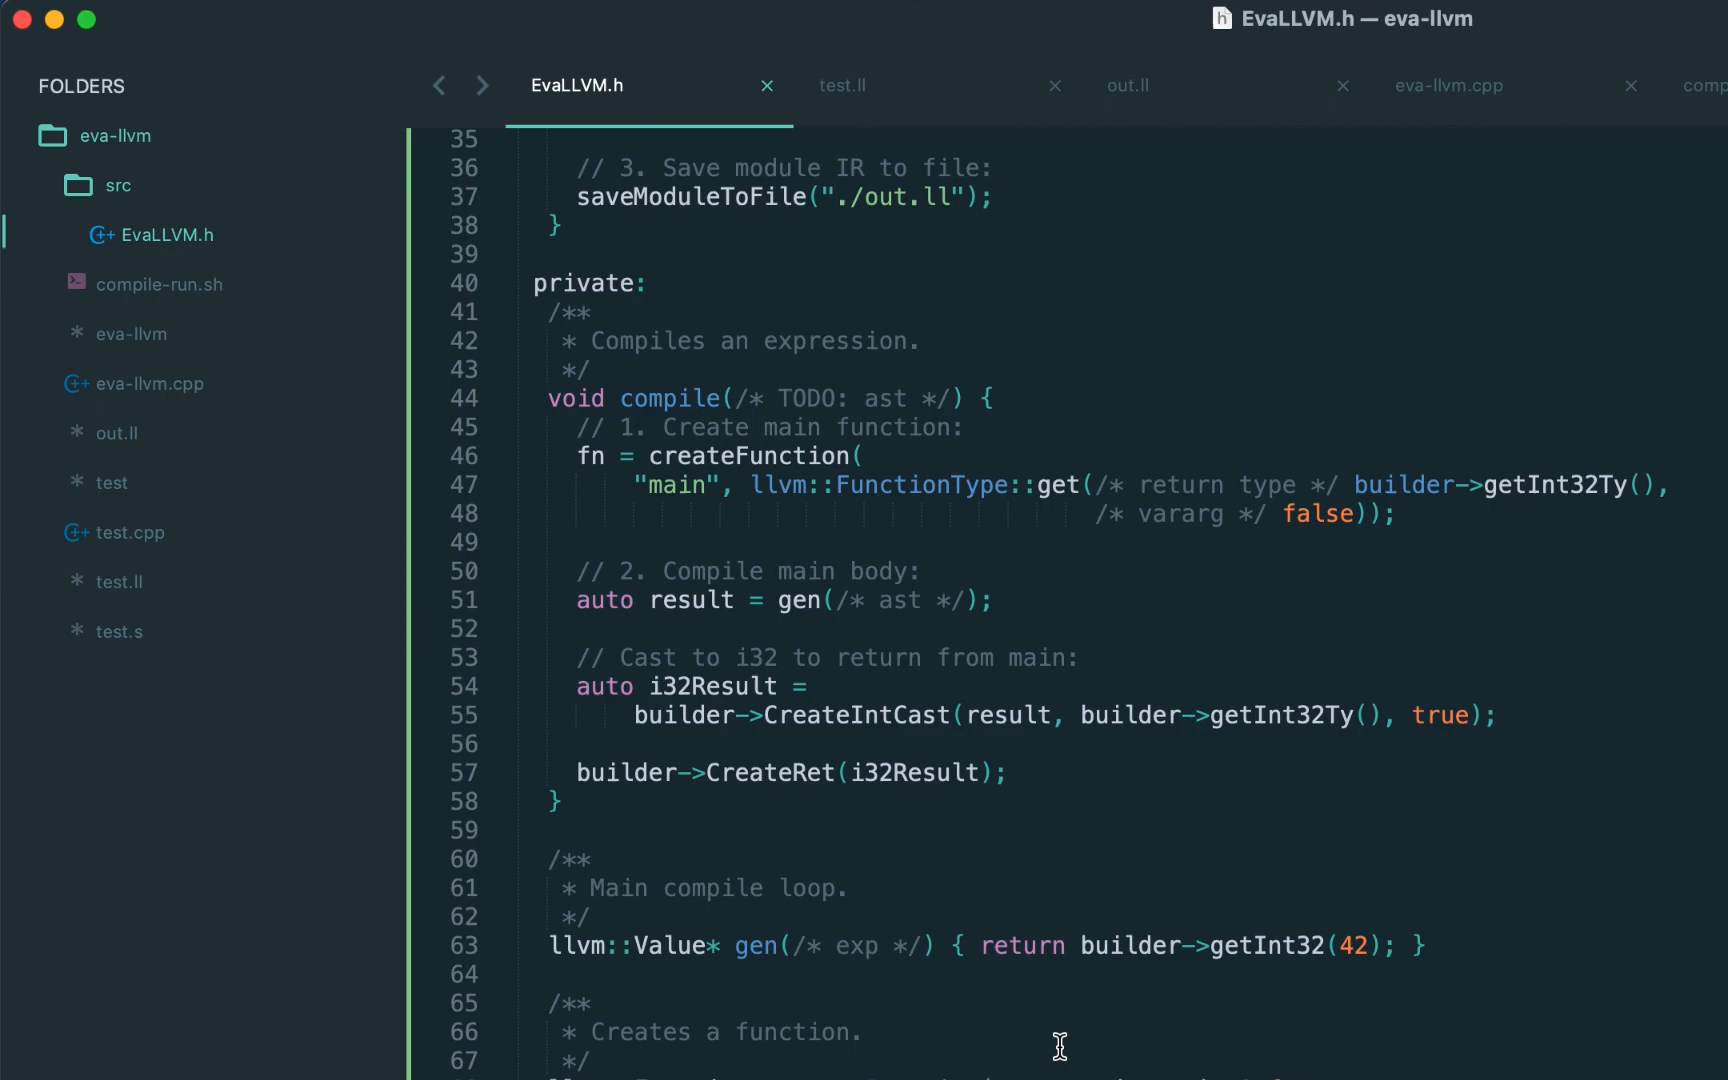 EvaLLVM.h — eva-llvm
FOLDERS
eva-llvm
src
EvaLLVM.h
compile-run.sh
eva-llvm
eva-llvm.cpp
out.ll
test
test.cpp
test.ll
test.s
EvaLLVM.h
test.ll
out.ll
eva-llvm.cpp
35
36 // 3. Save module IR to file:
37 saveModuleToFile("./out.ll");
38 }
39
40 private:
41 /**
42 * Compiles an expression.
43 */
44 void compile(/* TODO: ast */) {
45 // 1. Create main function:
46 fn = createFunction(
47 "main", llvm::FunctionType::get(/* return type */ builder->getInt32Ty(),
48 /* vararg */ false));
49
50 // 2. Compile main body:
51 auto result = gen(/* ast */);
52
53 // Cast to i32 to return from main:
54 auto i32Result =
55 builder->CreateIntCast(result, builder->getInt32Ty(), true);
56
57 builder->CreateRet(i32Result);
58 }
59
60 /**
61 * Main compile loop.
62 */
63 llvm::Value* gen(/* exp */) { return builder->getInt32(42); }
64
65 /**
66 * Creates a function.
67 */